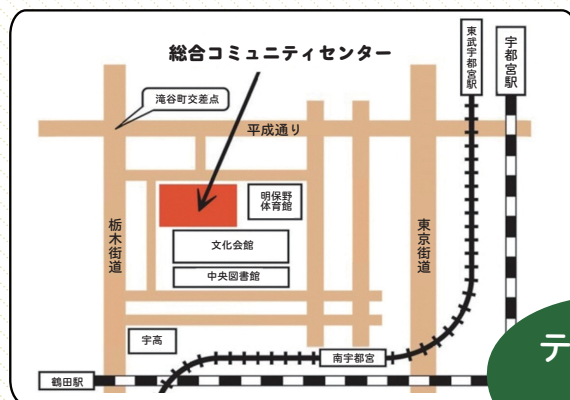 総合コミュニティセンター
東武宇都宮駅
宇都宮駅
滝谷町交差点
平成通り
明保野
体育館
栃木街道
文化会館
東京街道
中央図書館
宇高
南宇都宮
鶴田駅
テ